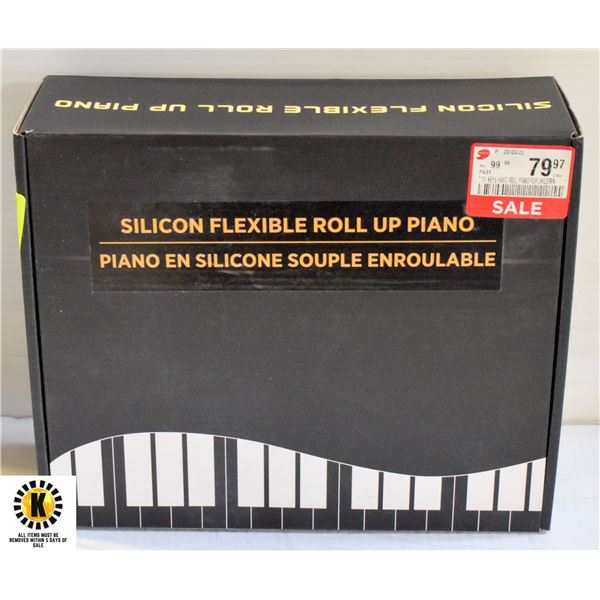 SILICON FLEXIBLE ROLL UP PIANO
99 99
79 97
SALE
SILICON FLEXIBLE ROLL UP PIANO
PIANO EN SILICONE SOUPLE ENROULABLE
K
ALL ITEMS MUST BE
REMOVED WITHIN 5 DAYS OF
SALE